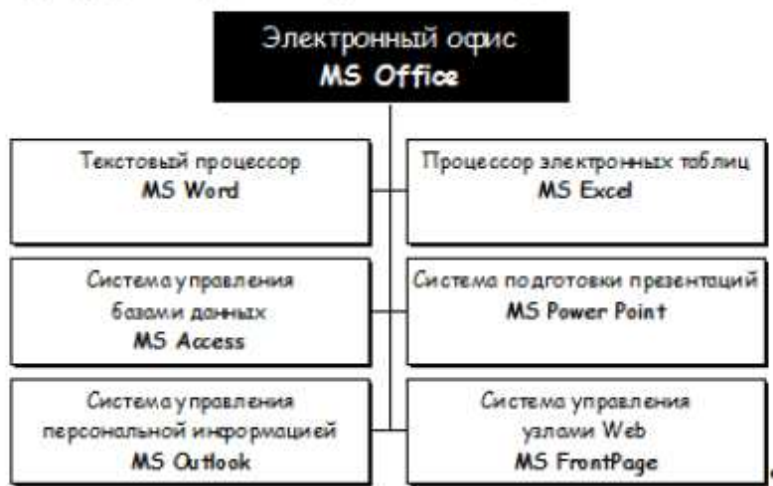 Электронный офис
MS Office
Текстовый процессор
MS Word
Процессор электронных таблиц
MS Excel
Система управления
базами данных
MS Access
Система подготовки презентаций
MS Power Point
Система управления
персональной информацией
MS Outlook
Система управления
узлами Web
MS FrontPage